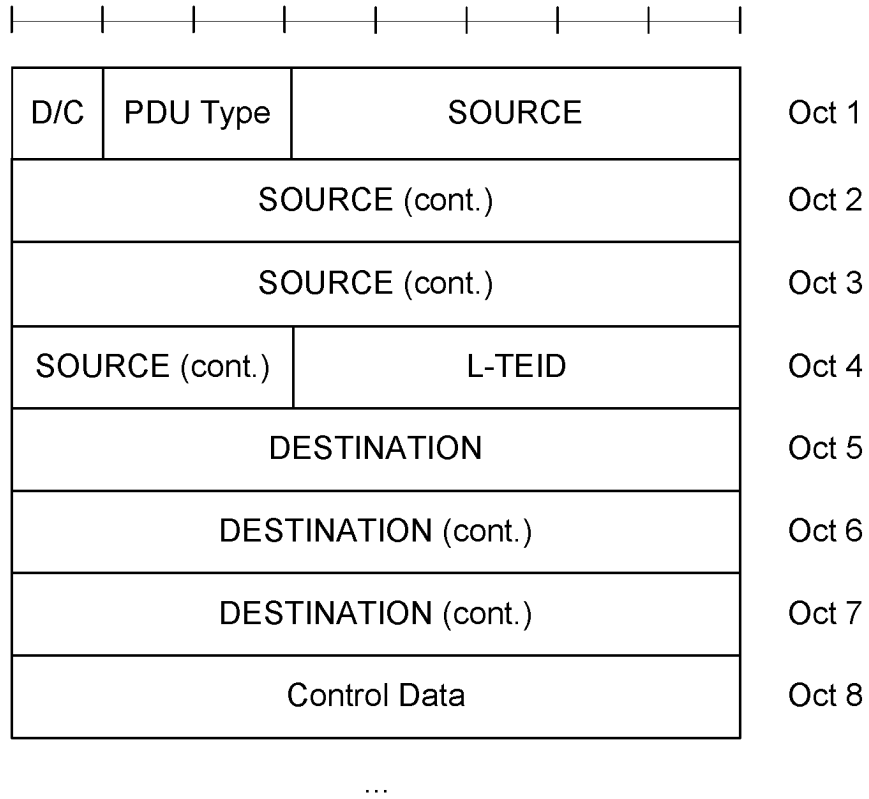 D/C PDU Type SOURCE Oct 1
SOURCE (cont.) Oct 2
SOURCE (cont.) Oct 3
SOURCE (cont.) L-TEID Oct 4
DESTINATION Oct 5
DESTINATION (cont.) Oct 6
DESTINATION (cont.) Oct 7
Control Data Oct 8
...